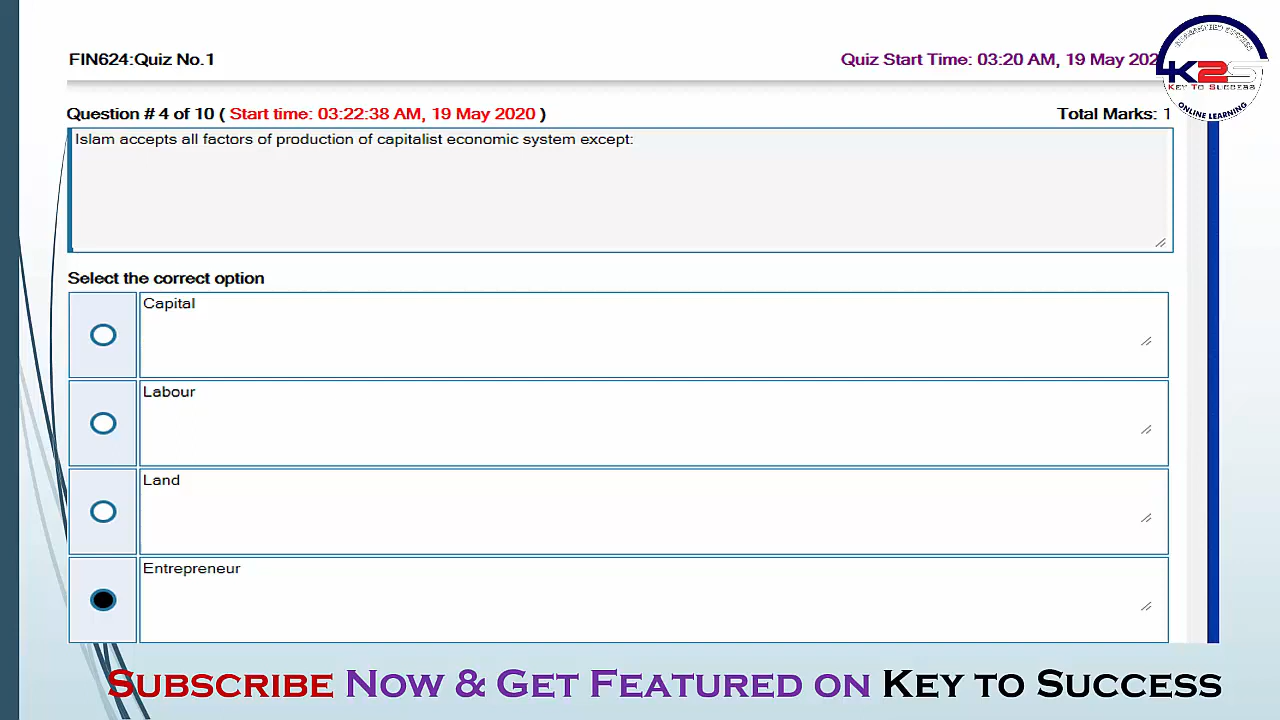 FIN624:Quiz No.1
Quiz Start Time: 03:20 AM, 19 May 202
K2S
KEY TO SUCCESS
ONLINE LEARNING
Question # 4 of 10 ( Start time: 03:22:38 AM, 19 May 2020 )
Total Marks: 1
Islam accepts all factors of production of capitalist economic system except:
Select the correct option
Capital
Labour
Land
Entrepreneur
SUBSCRIBE NOW & GET FEATURED ON KEY TO SUCCESS